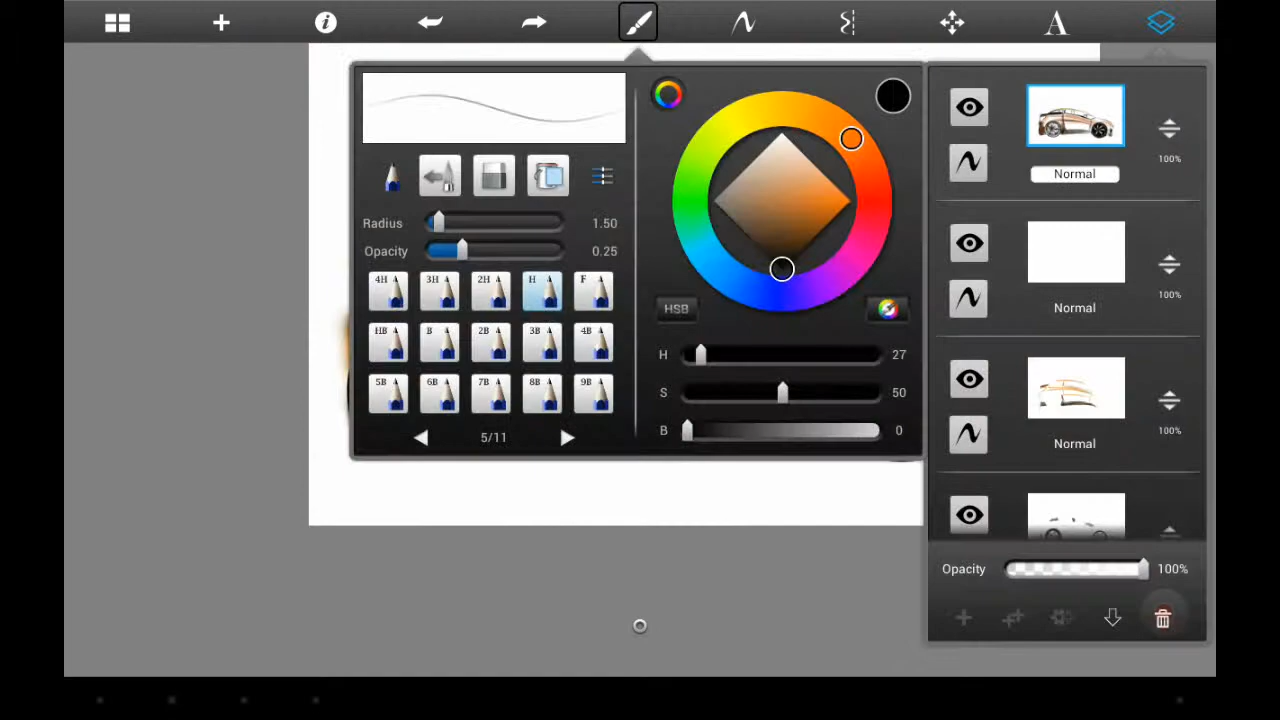 A
Radius 1.50
Opacity 0.25
4H 3H 2H H F
HB B 2B 3B 4B
5B 6B 7B 8B 9B
5/11
HSB
H 27
S 50
B 0
100%
Normal
100%
Normal
100%
Normal
Opacity 100%